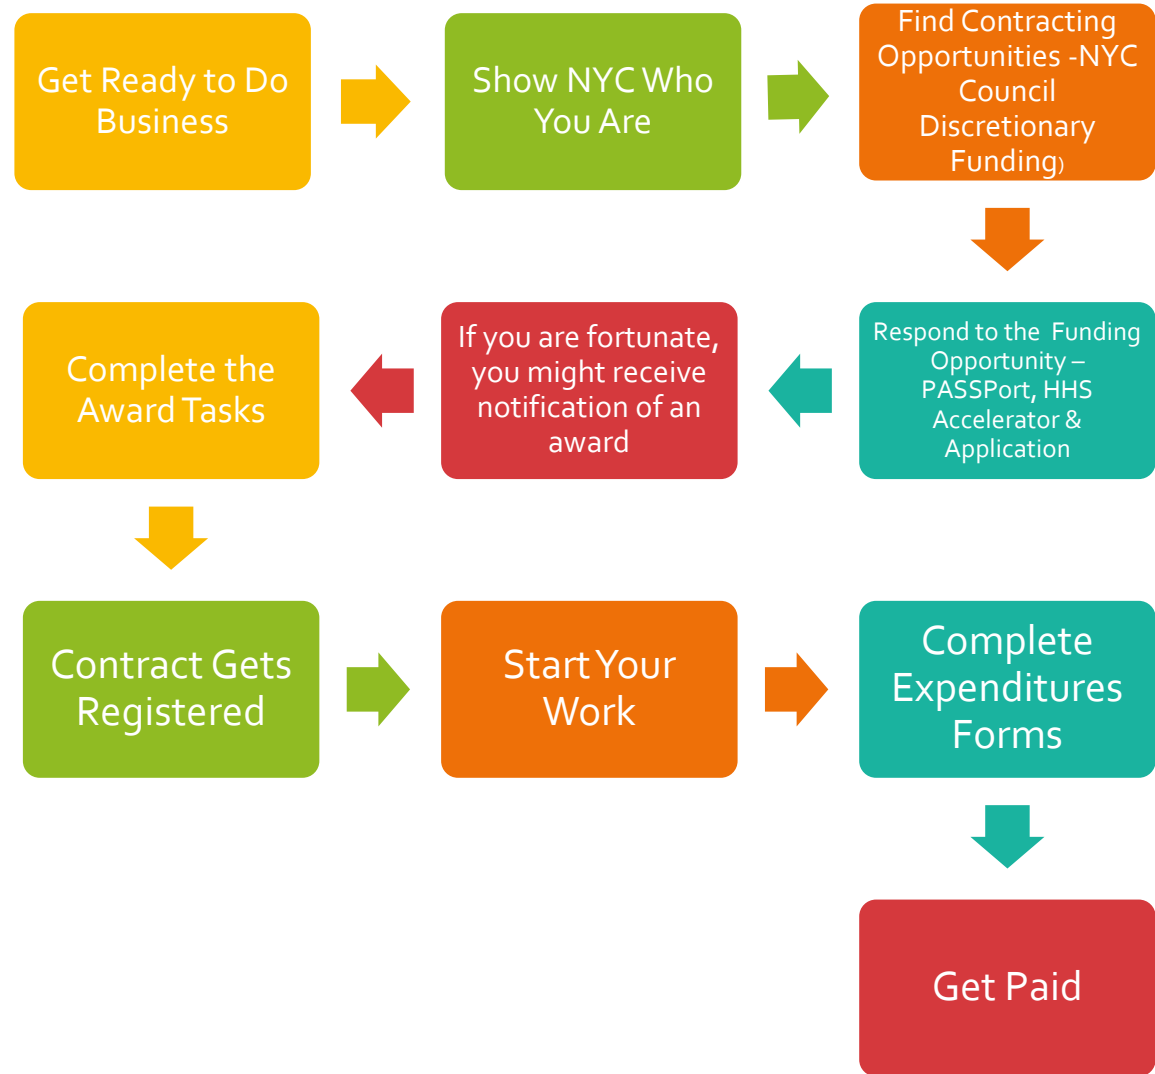 Get Ready to Do
Business
Show NYC Who
You Are
Find Contracting
Opportunities -NYC
Council
Discretionary
Funding)
Respond to the Funding
Opportunity –
PASSPort, HHS
Accelerator &
Application
If you are fortunate,
you might receive
notification of an
award
Complete the
Award Tasks
Contract Gets
Registered
Start Your
Work
Complete
Expenditures
Forms
Get Paid